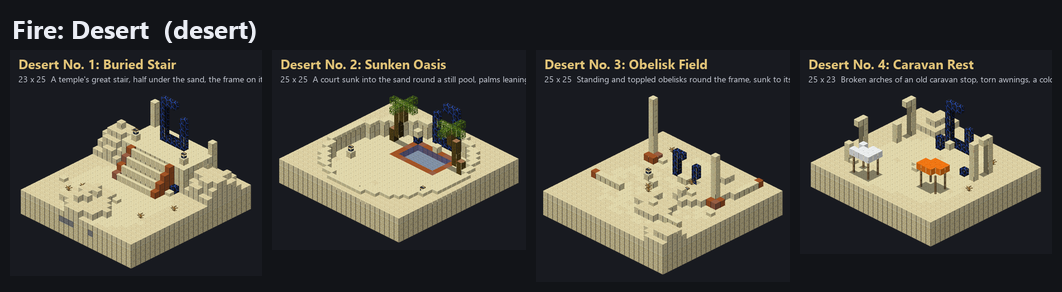 Fire: Desert (desert)
Desert No. 1: Buried Stair
23 x 25 A temple's great stair, half under the sand, the frame on it
Desert No. 2: Sunken Oasis
25 x 25 A court sunk into the sand round a still pool, palms leaning
Desert No. 3: Obelisk Field
25 x 25 Standing and toppled obelisks round the frame, sunk to its
Desert No. 4: Caravan Rest
25 x 23 Broken arches of an old caravan stop, torn awnings, a